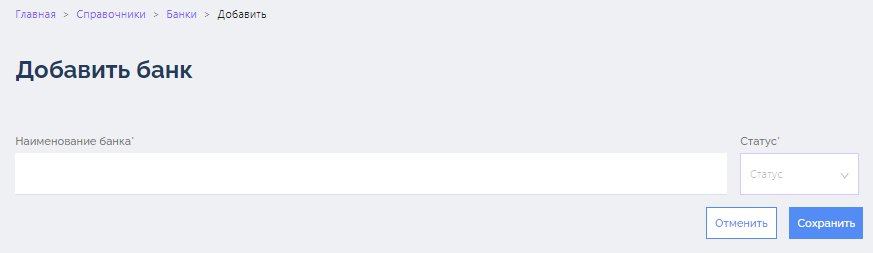 Главная > Справочники > Банки > Добавить
Добавить банк
Наименование банка* Статус*
Статус
Отменить Сохранить